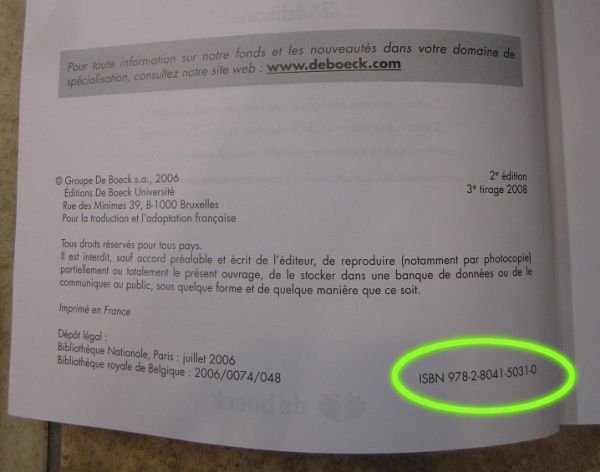 Pour toute information sur notre fonds et les nouveautés dans votre domaine de
spécialisation, consultez notre site web : www.deboeck.com
© Groupe De Boeck s.a., 2006
Éditions De Boeck Université
Rue des Minimes 39, B-1000 Bruxelles
Pour la traduction et l'adaptation française
2e édition
3e tirage 2008
Tous droits réservés pour tous pays.
Il est interdit, sauf accord préalable et écrit de l'éditeur, de reproduire (notamment par photocopie)
partiellement ou totalement le présent ouvrage, de le stocker dans une banque de données ou de le
communiquer au public, sous quelque forme et de quelque manière que ce soit.
Imprimé en France
Dépôt légal :
Bibliothèque Nationale, Paris : juillet 2006
Bibliothèque royale de Belgique : 2006/0074/048
ISBN 978-2-8041-5031-0